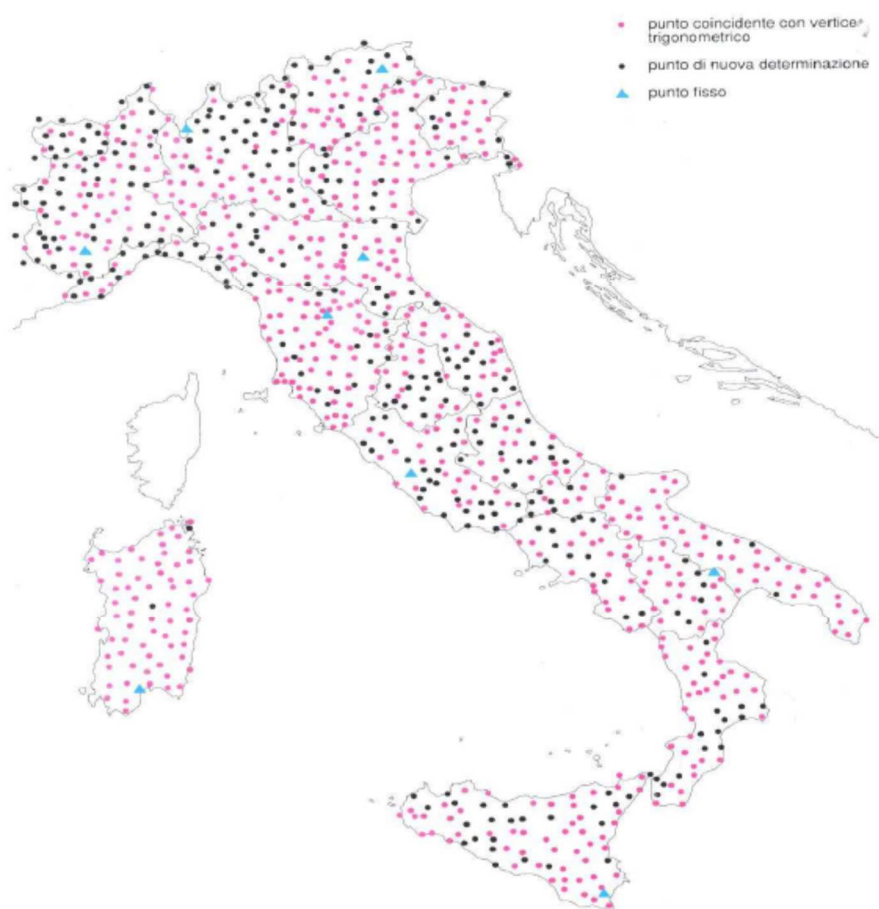 punto coincidente con vertice
trigonometrico
punto di nuova determinazione
punto fisso